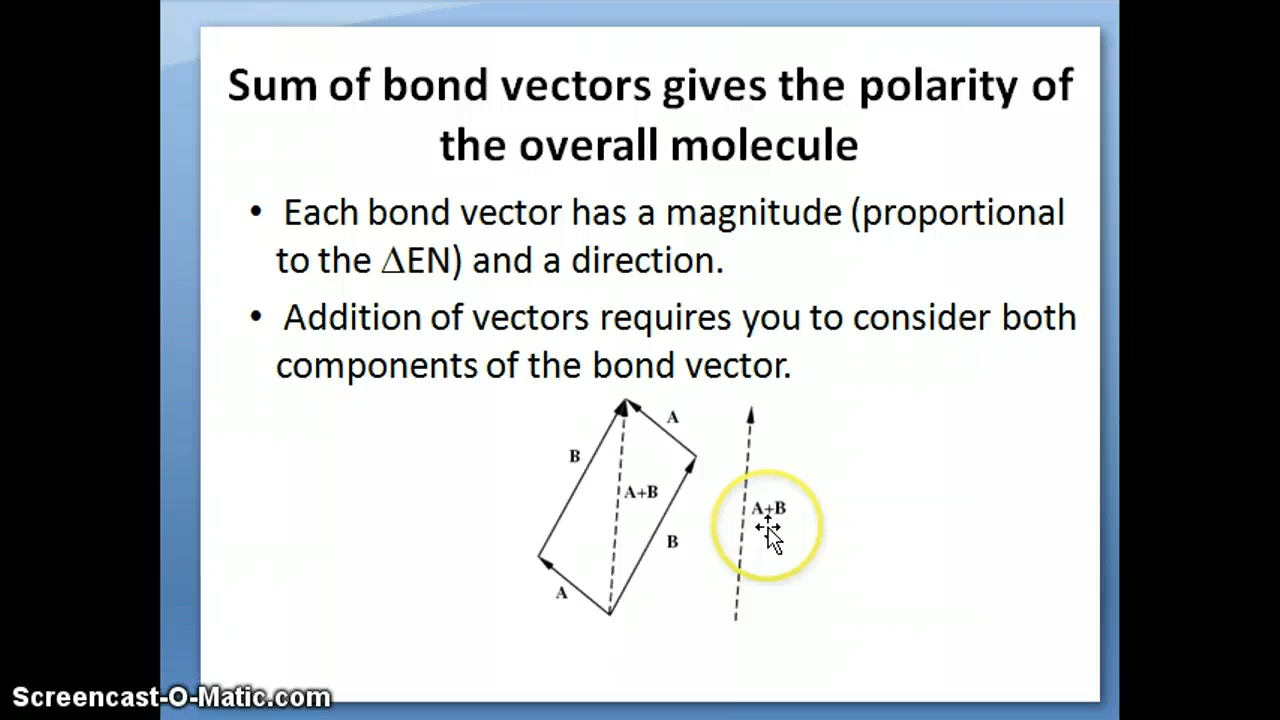 Sum of bond vectors gives the polarity of
the overall molecule
• Each bond vector has a magnitude (proportional
to the ΔEN) and a direction.
• Addition of vectors requires you to consider both
components of the bond vector.
A
B
A+B
A+B
B
A
Screencast-O-Matic.com